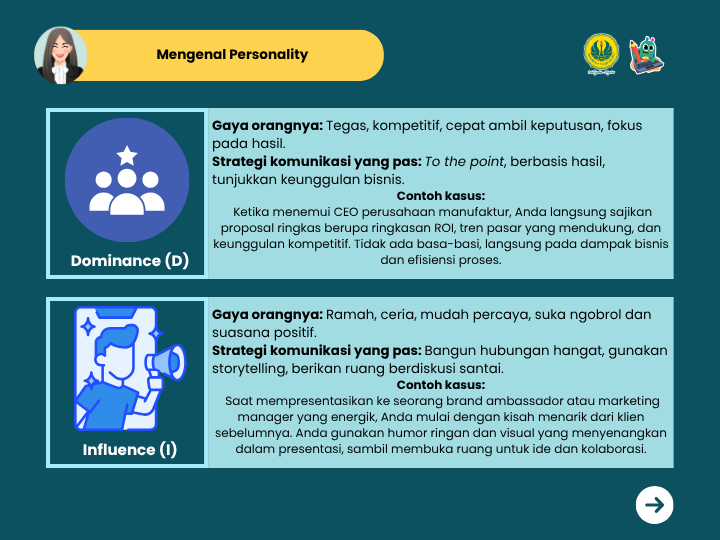 Mengenal Personality
Gaya orangnya: Tegas, kompetitif, cepat ambil keputusan, fokus
pada hasil.
Strategi komunikasi yang pas: To the point, berbasis hasil,
tunjukkan keunggulan bisnis.
Contoh kasus:
Ketika menemui CEO perusahaan manufaktur, Anda langsung sajikan
proposal ringkas berupa ringkasan ROI, tren pasar yang mendukung, dan
keunggulan kompetitif. Tidak ada basa-basi, langsung pada dampak bisnis
dan efisiensi proses.
Dominance (D)
Gaya orangnya: Ramah, ceria, mudah percaya, suka ngobrol dan
suasana positif.
Strategi komunikasi yang pas: Bangun hubungan hangat, gunakan
storytelling, berikan ruang berdiskusi santai.
Contoh kasus:
Saat mempresentasikan ke seorang brand ambassador atau marketing
manager yang energik, Anda mulai dengan kisah menarik dari klien
sebelumnya. Anda gunakan humor ringan dan visual yang menyenangkan
dalam presentasi, sambil membuka ruang untuk ide dan kolaborasi.
Influence (I)